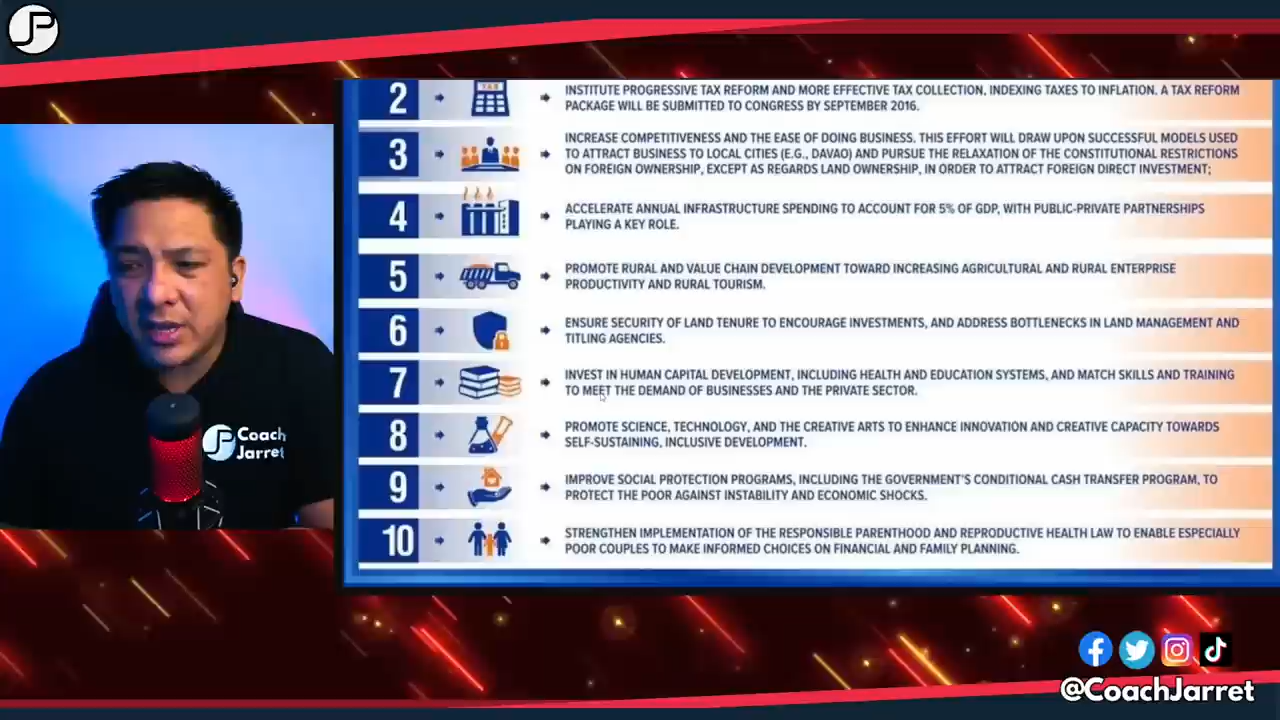 JP
2
TAX
INSTITUTE PROGRESSIVE TAX REFORM AND MORE EFFECTIVE TAX COLLECTION, INDEXING TAXES TO INFLATION. A TAX REFORM
PACKAGE WILL BE SUBMITTED TO CONGRESS BY SEPTEMBER 2016.
3
INCREASE COMPETITIVENESS AND THE EASE OF DOING BUSINESS. THIS EFFORT WILL DRAW UPON SUCCESSFUL MODELS USED
TO ATTRACT BUSINESS TO LOCAL CITIES (E.G., DAVAO) AND PURSUE THE RELAXATION OF THE CONSTITUTIONAL RESTRICTIONS
ON FOREIGN OWNERSHIP, EXCEPT AS REGARDS LAND OWNERSHIP, IN ORDER TO ATTRACT FOREIGN DIRECT INVESTMENT;
4
ACCELERATE ANNUAL INFRASTRUCTURE SPENDING TO ACCOUNT FOR 5% OF GDP, WITH PUBLIC-PRIVATE PARTNERSHIPS
PLAYING A KEY ROLE.
5
PROMOTE RURAL AND VALUE CHAIN DEVELOPMENT TOWARD INCREASING AGRICULTURAL AND RURAL ENTERPRISE
PRODUCTIVITY AND RURAL TOURISM.
6
ENSURE SECURITY OF LAND TENURE TO ENCOURAGE INVESTMENTS, AND ADDRESS BOTTLENECKS IN LAND MANAGEMENT AND
TITLING AGENCIES.
7
INVEST IN HUMAN CAPITAL DEVELOPMENT, INCLUDING HEALTH AND EDUCATION SYSTEMS, AND MATCH SKILLS AND TRAINING
TO MEET THE DEMAND OF BUSINESSES AND THE PRIVATE SECTOR.
8
PROMOTE SCIENCE, TECHNOLOGY, AND THE CREATIVE ARTS TO ENHANCE INNOVATION AND CREATIVE CAPACITY TOWARDS
SELF-SUSTAINING, INCLUSIVE DEVELOPMENT.
9
IMPROVE SOCIAL PROTECTION PROGRAMS, INCLUDING THE GOVERNMENT'S CONDITIONAL CASH TRANSFER PROGRAM, TO
PROTECT THE POOR AGAINST INSTABILITY AND ECONOMIC SHOCKS.
10
STRENGTHEN IMPLEMENTATION OF THE RESPONSIBLE PARENTHOOD AND REPRODUCTIVE HEALTH LAW TO ENABLE ESPECIALLY
POOR COUPLES TO MAKE INFORMED CHOICES ON FINANCIAL AND FAMILY PLANNING.
JP
Coach
Jarret
@CoachJarret